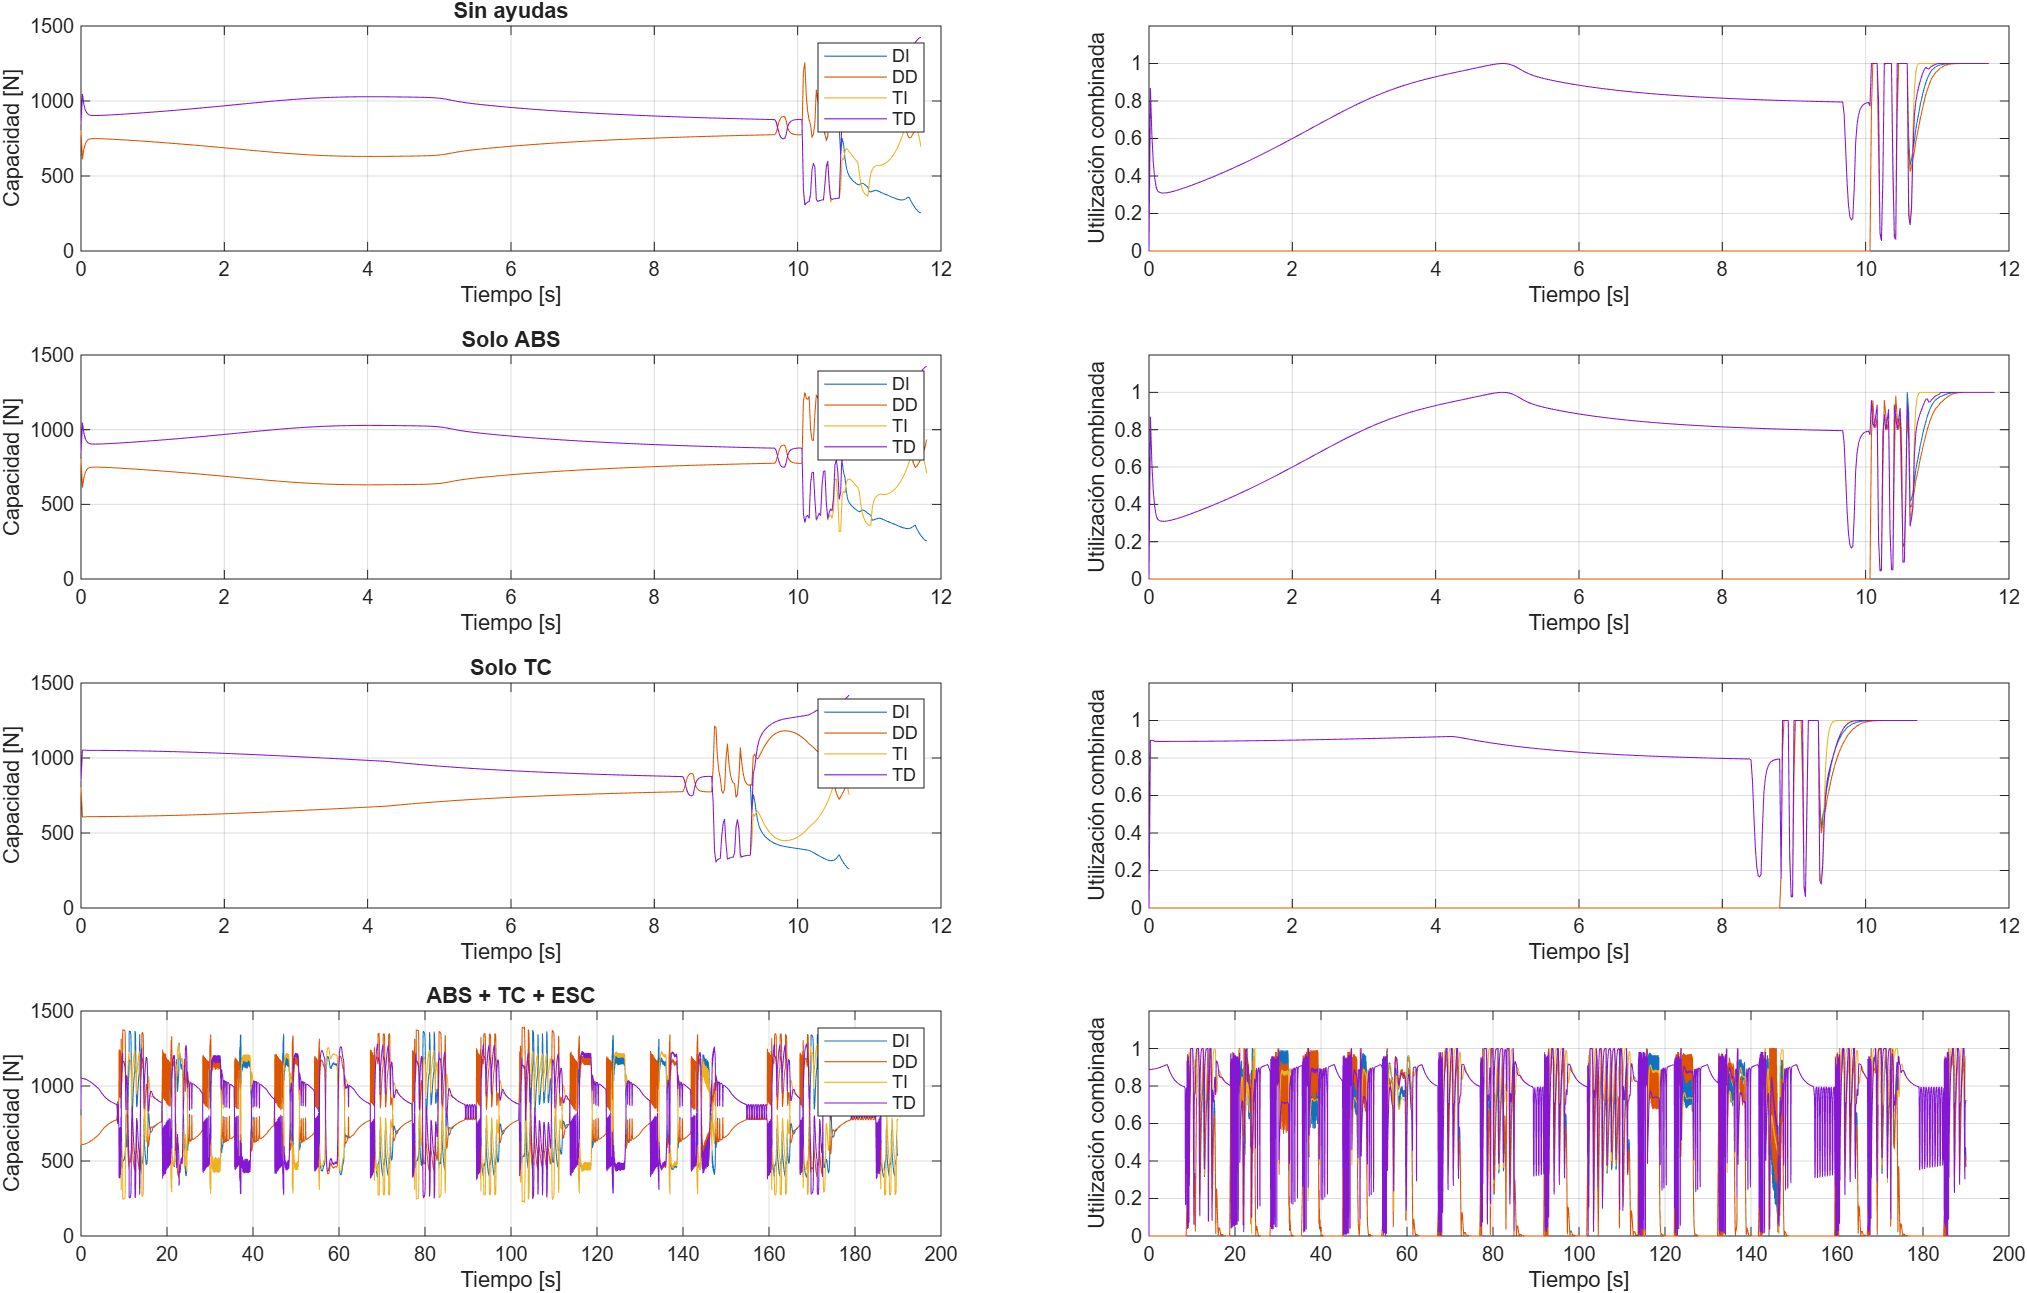 Sin ayudas
1500
1000
500
0
Capacidad [N]
0 2 4 6 8 10 12
Tiempo [s]
DI
DD
TI
TD
1
0.8
0.6
0.4
0.2
0
Utilización combinada
0 2 4 6 8 10 12
Tiempo [s]
Solo ABS
1500
1000
500
0
Capacidad [N]
0 2 4 6 8 10 12
Tiempo [s]
DI
DD
TI
TD
1
0.8
0.6
0.4
0.2
0
Utilización combinada
0 2 4 6 8 10 12
Tiempo [s]
Solo TC
1500
1000
500
0
Capacidad [N]
0 2 4 6 8 10 12
Tiempo [s]
DI
DD
TI
TD
1
0.8
0.6
0.4
0.2
0
Utilización combinada
0 2 4 6 8 10 12
Tiempo [s]
ABS + TC + ESC
1500
1000
500
0
Capacidad [N]
0 20 40 60 80 100 120 140 160 180 200
Tiempo [s]
DI
DD
TI
TD
1
0.8
0.6
0.4
0.2
0
Utilización combinada
0 20 40 60 80 100 120 140 160 180 200
Tiempo [s]